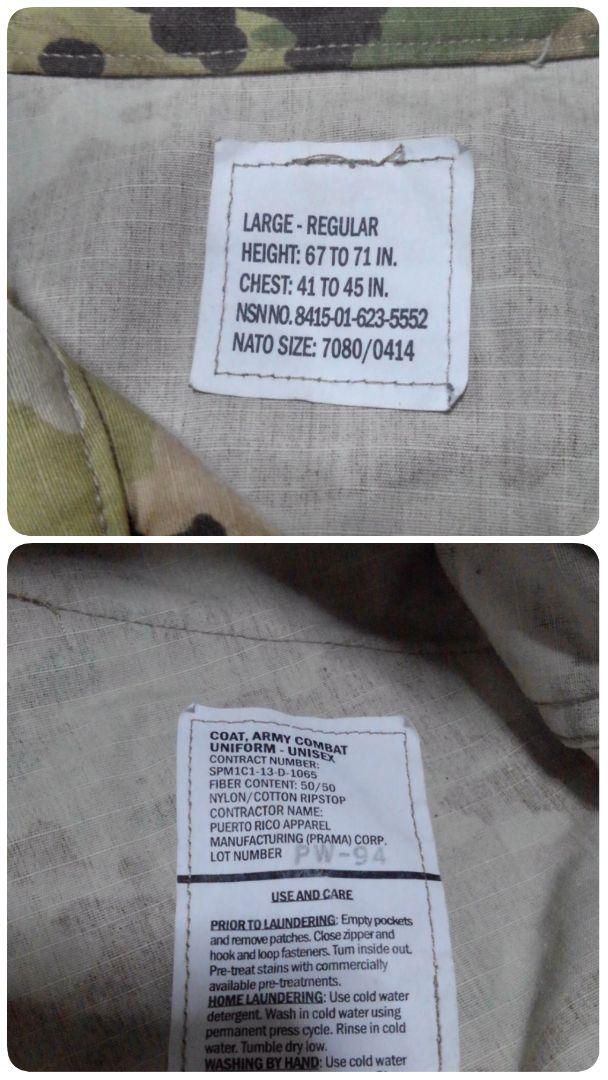 LARGE - REGULAR
HEIGHT: 67 TO 71 IN.
CHEST: 41 TO 45 IN.
NSN NO. 8415-01-623-5552
NATO SIZE: 7080/0414
COAT, ARMY COMBAT
UNIFORM - UNISEX
CONTRACT NUMBER:
SPM1C1-13-D-1065
FIBER CONTENT: 50/50
NYLON/COTTON RIPSTOP
CONTRACTOR NAME:
PUERTO RICO APPAREL
MANUFACTURING (PRAMA) CORP.
LOT NUMBER PW-94
USE AND CARE
PRIOR TO LAUNDERING: Empty pockets
and remove patches. Close zipper and
hook and loop fasteners. Turn inside out.
Pre-treat stains with commercially
available pre-treatments.
HOME LAUNDERING: Use cold water
detergent. Wash in cold water using
permanent press cycle. Rinse in cold
water. Tumble dry low.
WASHING BY HAND: Use cold water